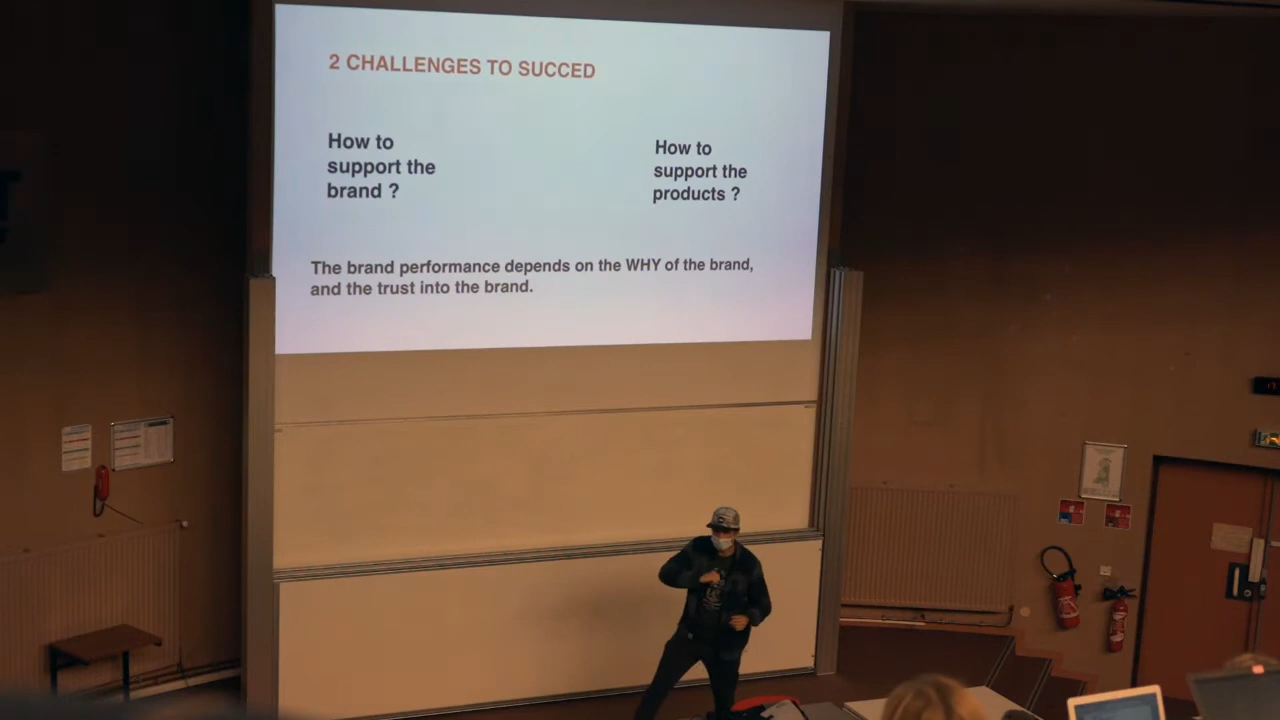 2 CHALLENGES TO SUCCED
How to
support the
brand ?
How to
support the
products ?
The brand performance depends on the WHY of the brand,
and the trust into the brand.